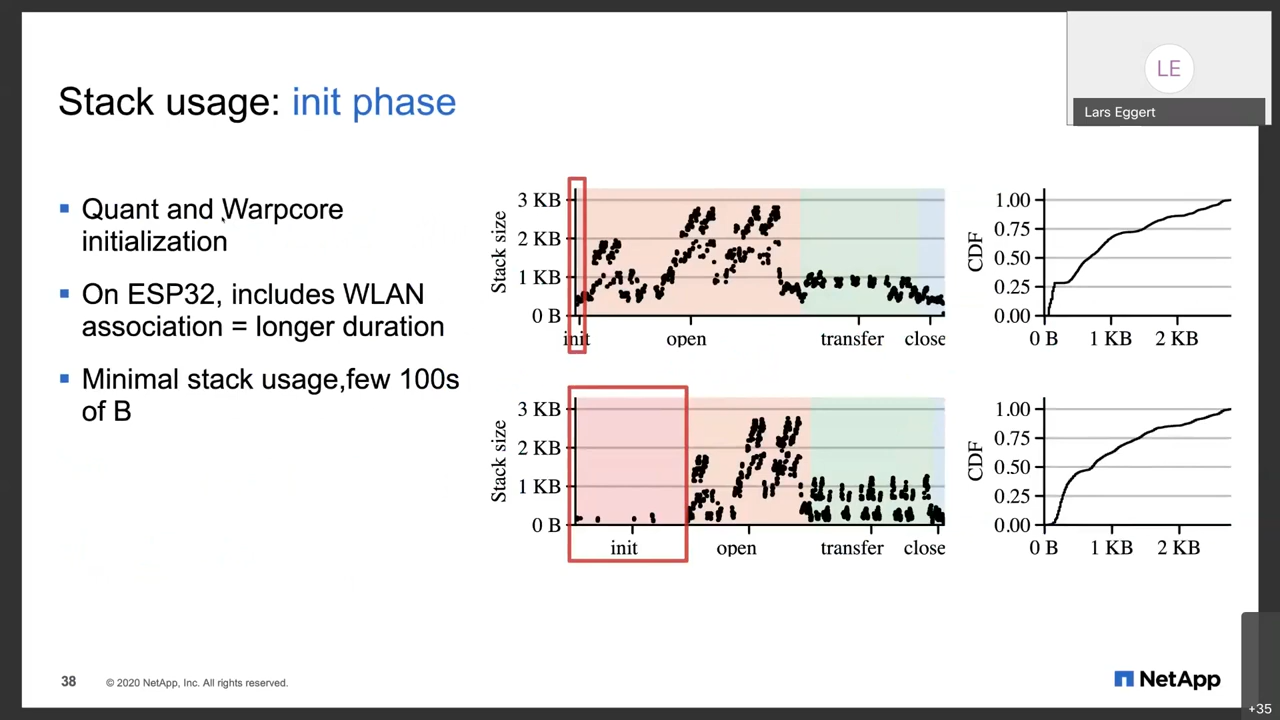 LE
Lars Eggert
Stack usage: init phase
Quant and Warpcore
initialization
On ESP32, includes WLAN
association = longer duration
Minimal stack usage,few 100s
of B
Stack size
3 KB
2 KB
1 KB
0 B
init open transfer close
CDF
1.00
0.75
0.50
0.25
0.00
0 B 1 KB 2 KB
Stack size
3 KB
2 KB
1 KB
0 B
init open transfer close
CDF
1.00
0.75
0.50
0.25
0.00
0 B 1 KB 2 KB
38 © 2020 NetApp, Inc. All rights reserved.
NetApp
+35